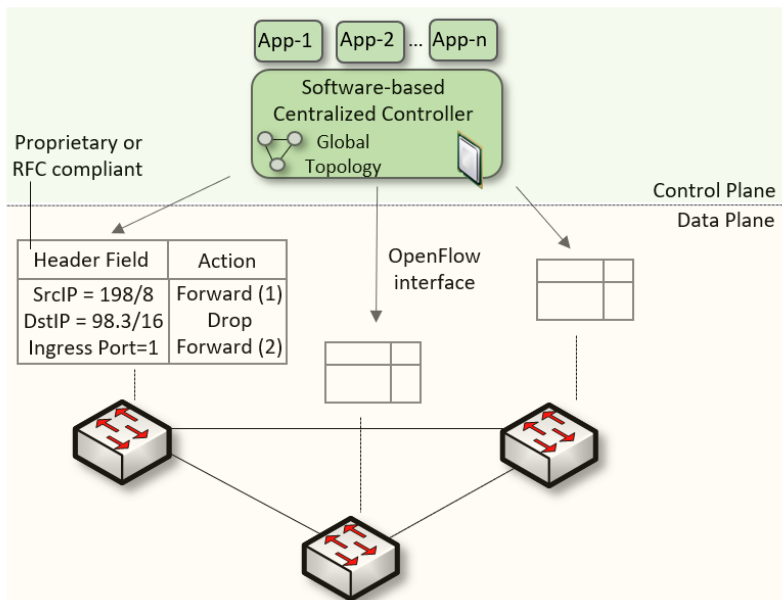 App-1 App-2 ... App-n
Software-based
Centralized Controller
Global
Topology
Proprietary or
RFC compliant
Control Plane
Data Plane
OpenFlow
interface
Header Field Action
SrcIP = 198/8 Forward (1)
DstIP = 98.3/16 Drop
Ingress Port=1 Forward (2)